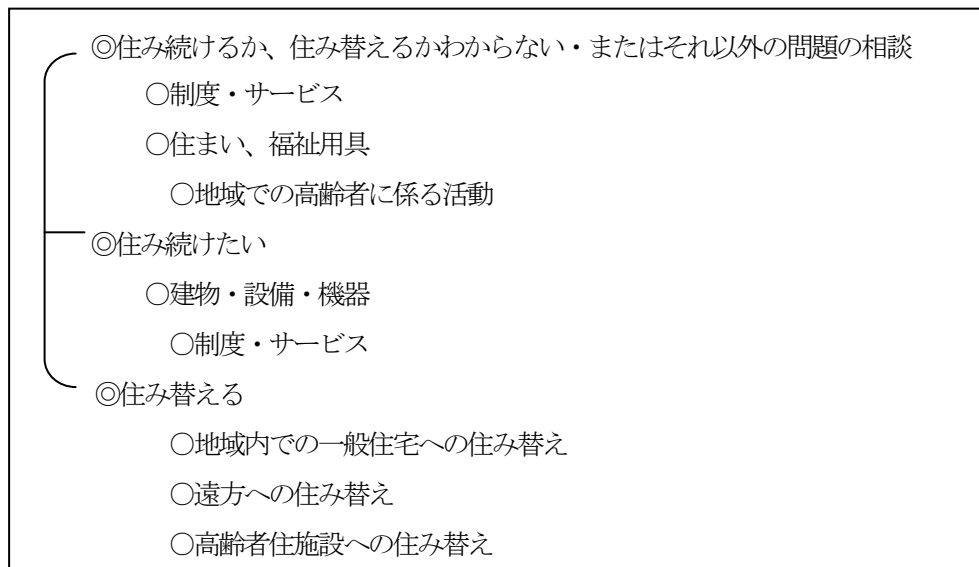 ◎住み続けるか、住み替えるかわからない・またはそれ以外の問題の相談
○制度・サービス
○住まい、福祉用具
○地域での高齢者に係る活動
◎住み続けたい
○建物・設備・機器
○制度・サービス
◎住み替える
○地域内での一般住宅への住み替え
○遠方への住み替え
○高齢者住施設への住み替え